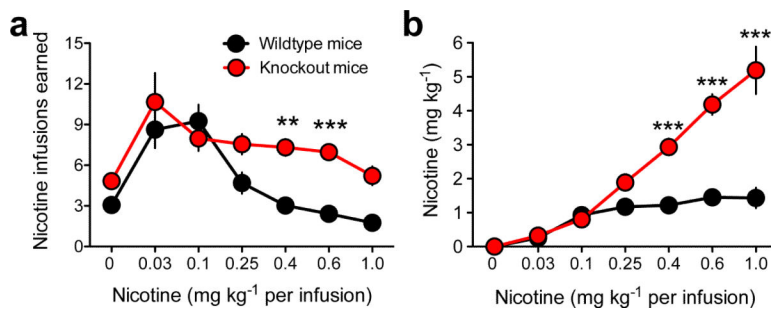 a
Nicotine infusions earned
15
12
9
6
3
0
Wildtype mice
Knockout mice
**
***
0 0.03 0.1 0.25 0.4 0.6 1.0
Nicotine (mg kg⁻¹ per infusion)
b
Nicotine (mg kg⁻¹)
6
5
4
3
2
1
0
***
***
***
0 0.03 0.1 0.25 0.4 0.6 1.0
Nicotine (mg kg⁻¹ per infusion)